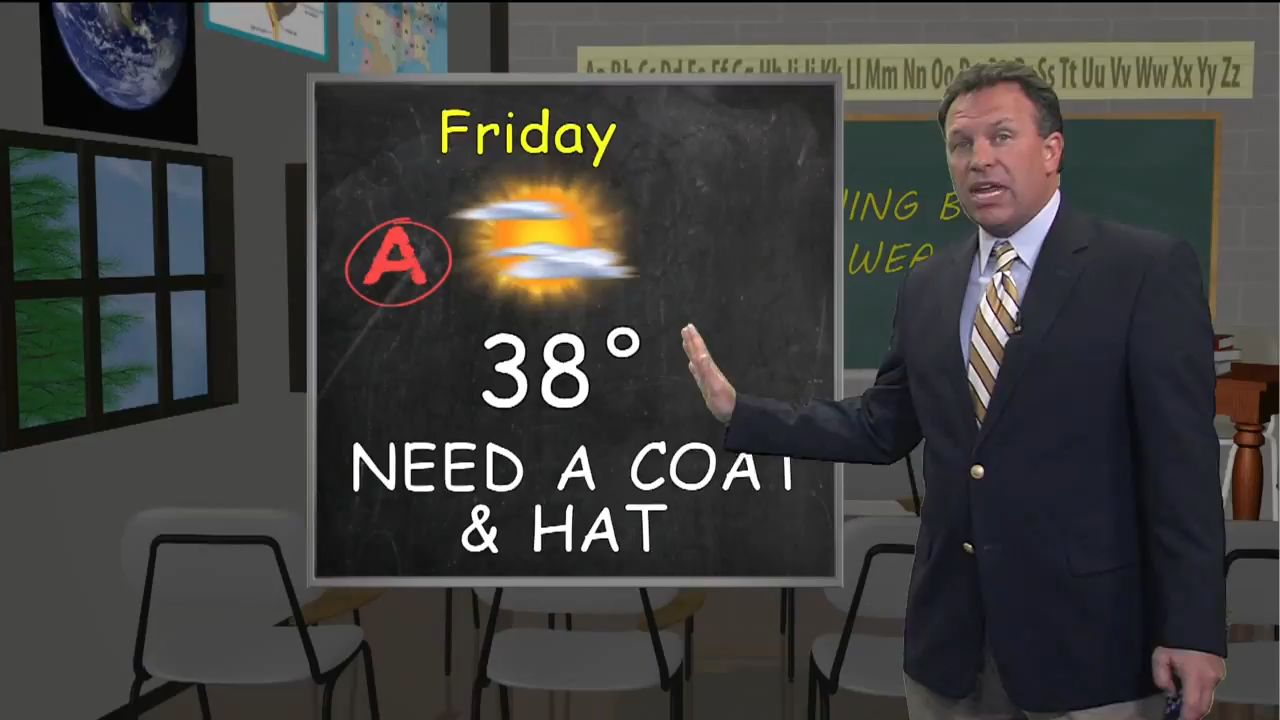 Aa Bb Cc Dd Ee Ff Gg Hh Ii Jj Kk Ll Mm Nn Oo Ss Tt Uu Vv Ww Xx Yy Zz
Friday
A
38°
NEED A COAT
& HAT